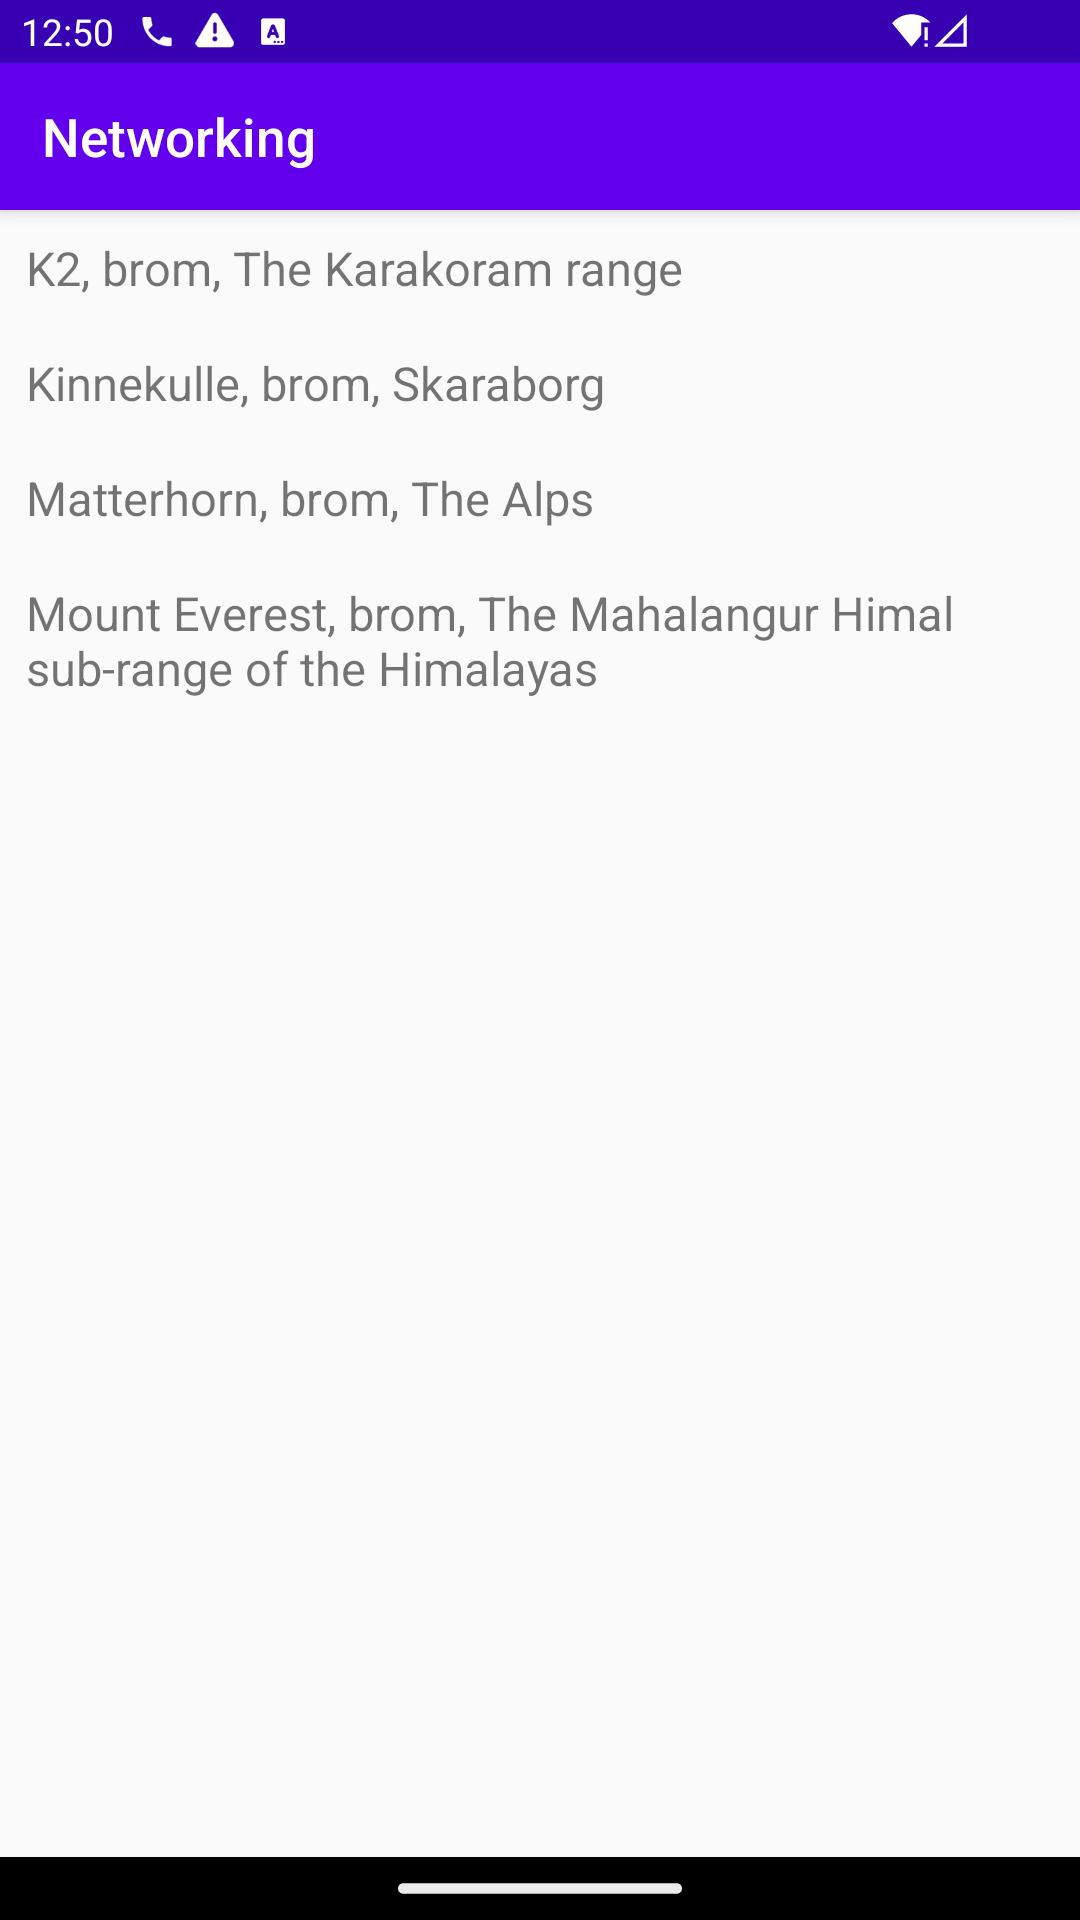 12:50
Networking
K2, brom, The Karakoram range
Kinnekulle, brom, Skaraborg
Matterhorn, brom, The Alps
Mount Everest, brom, The Mahalangur Himal
sub-range of the Himalayas